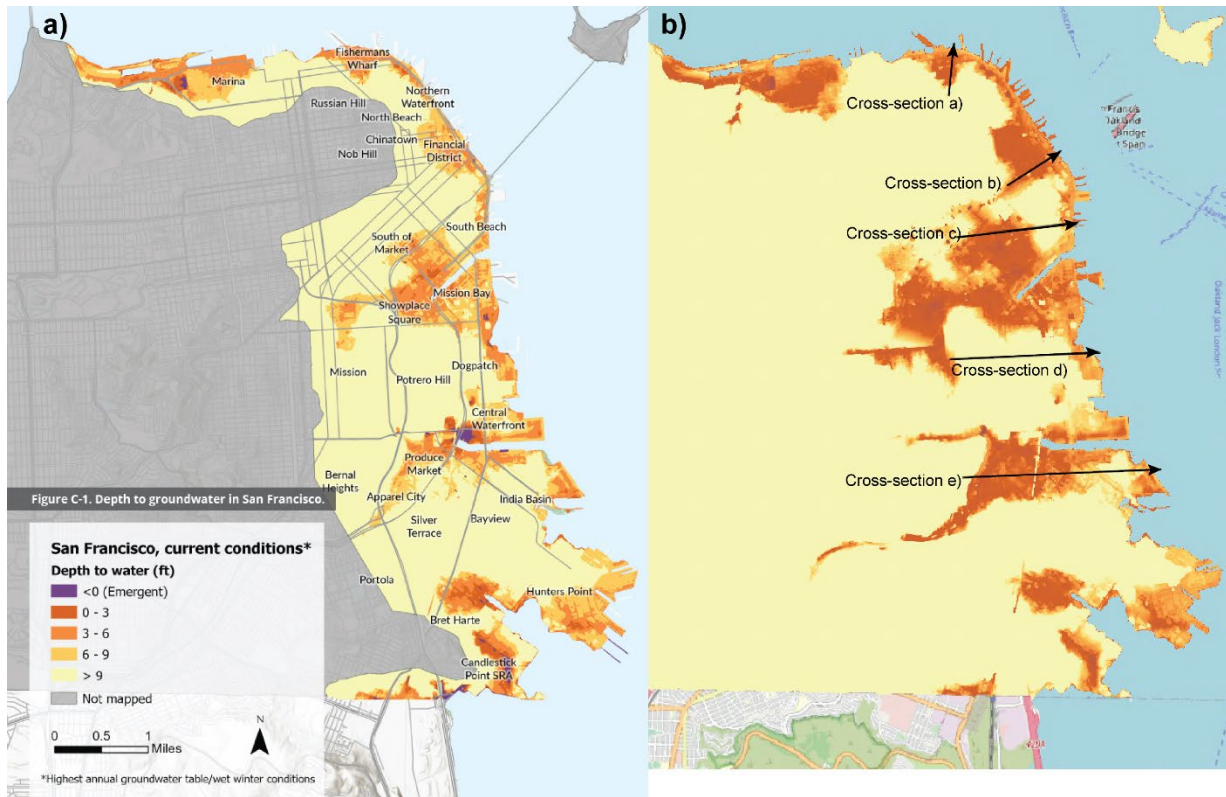 a)
Fishermans
Wharf
Marina
Northern
Waterfront
Russian Hill
North Beach
Chinatown
Financial
District
Nob Hill
South Beach
South of
Market
Mission Bay
Showplace
Square
Dogpatch
Mission
Potrero Hill
Central
Waterfront
Produce
Market
Bernal
Heights
Apparel City
India Basin
Silver
Terrace
Bayview
Portola
Hunters Point
Bret Harte
Candlestick
Point SRA
Figure C-1. Depth to groundwater in San Francisco.
San Francisco, current conditions*
Depth to water (ft)
<0 (Emergent)
0 - 3
3 - 6
6 - 9
> 9
Not mapped
N
0 0.5 1
Miles
*Highest annual groundwater table/wet winter conditions
b)
Cross-section a)
Francis
Oakland
Bridge
t Span
Cross-section b)
Cross-section c)
Cross-section d)
Cross-section e)